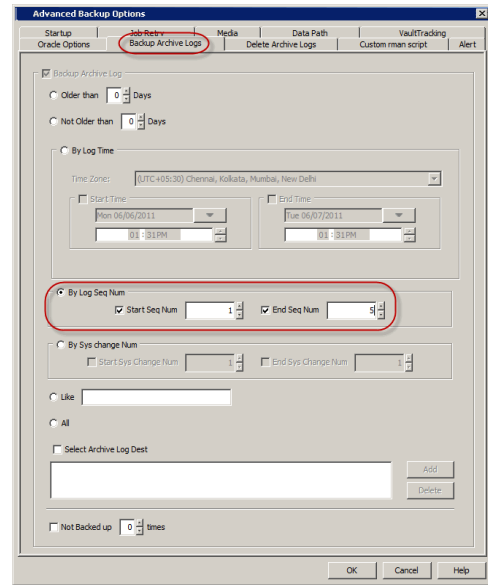 Advanced Backup Options
Startup Job Retry Media Data Path VaultTracking
Oracle Options Backup Archive Logs Delete Archive Logs Custom rman script Alert
Backup Archive Log
Older than 0 Days
Not Older than 0 Days
By Log Time
Time Zone: (UTC+05:30) Chennai, Kolkata, Mumbai, New Delhi
Start Time End Time
Mon 06/06/2011 Tue 06/07/2011
01 : 31PM 01 : 31PM
By Log Seq Num
Start Seq Num 1 End Seq Num 5
By Sys change Num
Start Sys Change Num 1 End Sys Change Num 1
Like
All
Select Archive Log Dest
Add
Delete
Not Backed up 0 times
OK Cancel Help